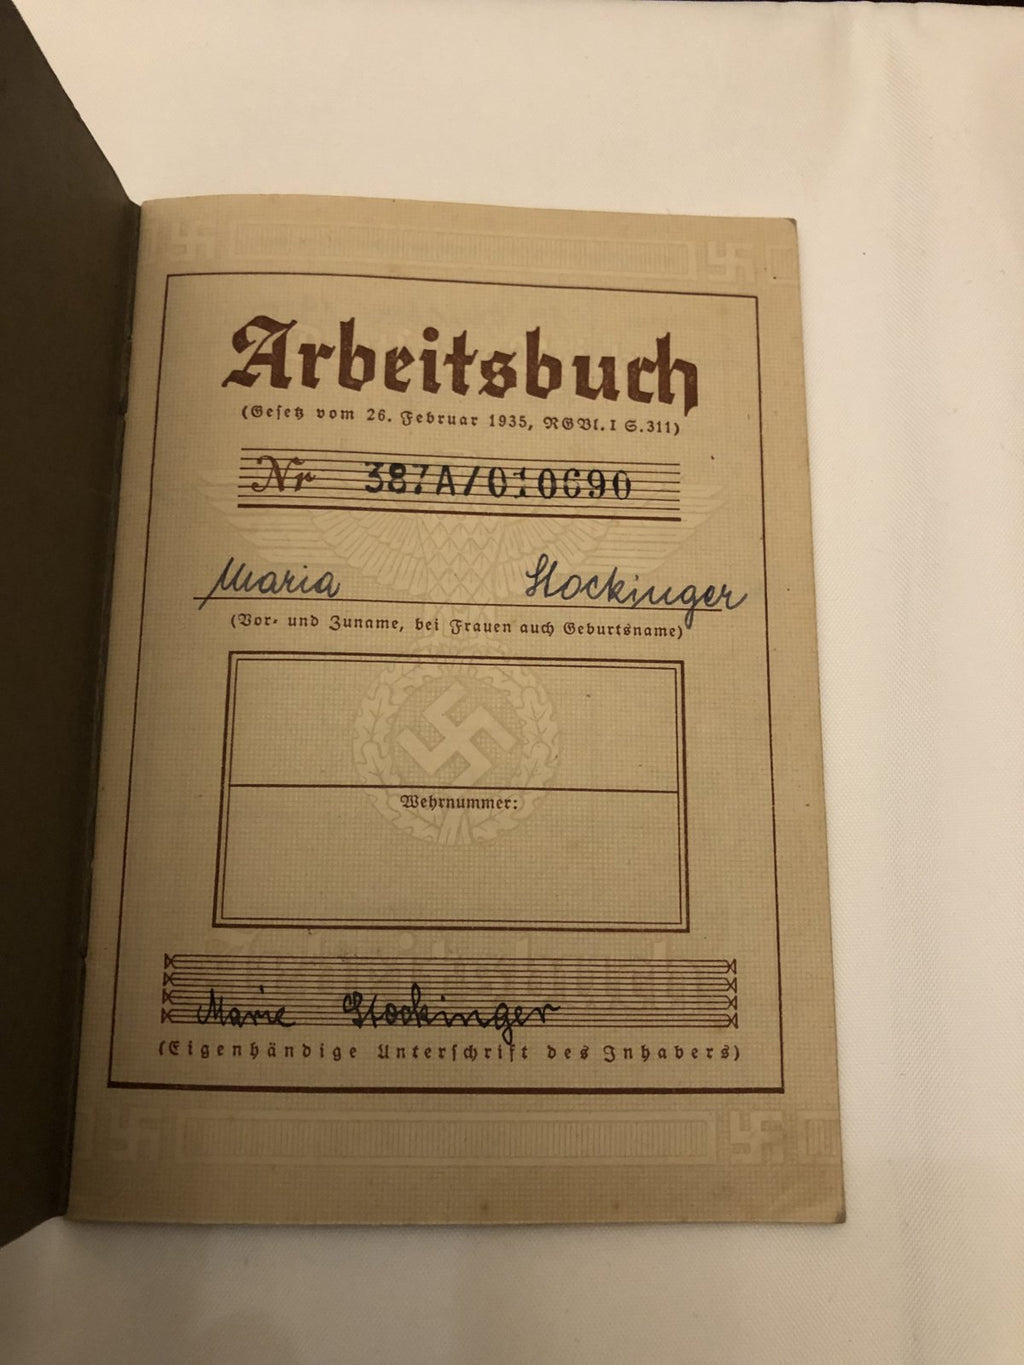 Arbeitsbuch
(Gesetz vom 26. Februar 1935, RGBl. I S. 311)
Nr 387A/010690
Maria Stockinger
(Vor- und Zuname, bei Frauen auch Geburtsname)
Wehrnummer:
Marie Stockinger
(Eigenhändige Unterschrift des Inhabers)